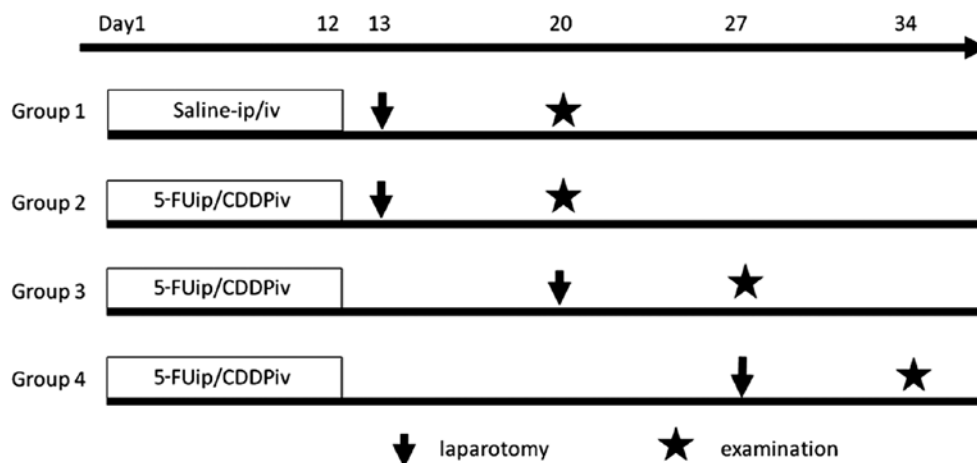 Day1 12 13 20 27 34
Group 1 Saline-ip/iv
Group 2 5-FUip/CDDPiv
Group 3 5-FUip/CDDPiv
Group 4 5-FUip/CDDPiv
laparotomy examination